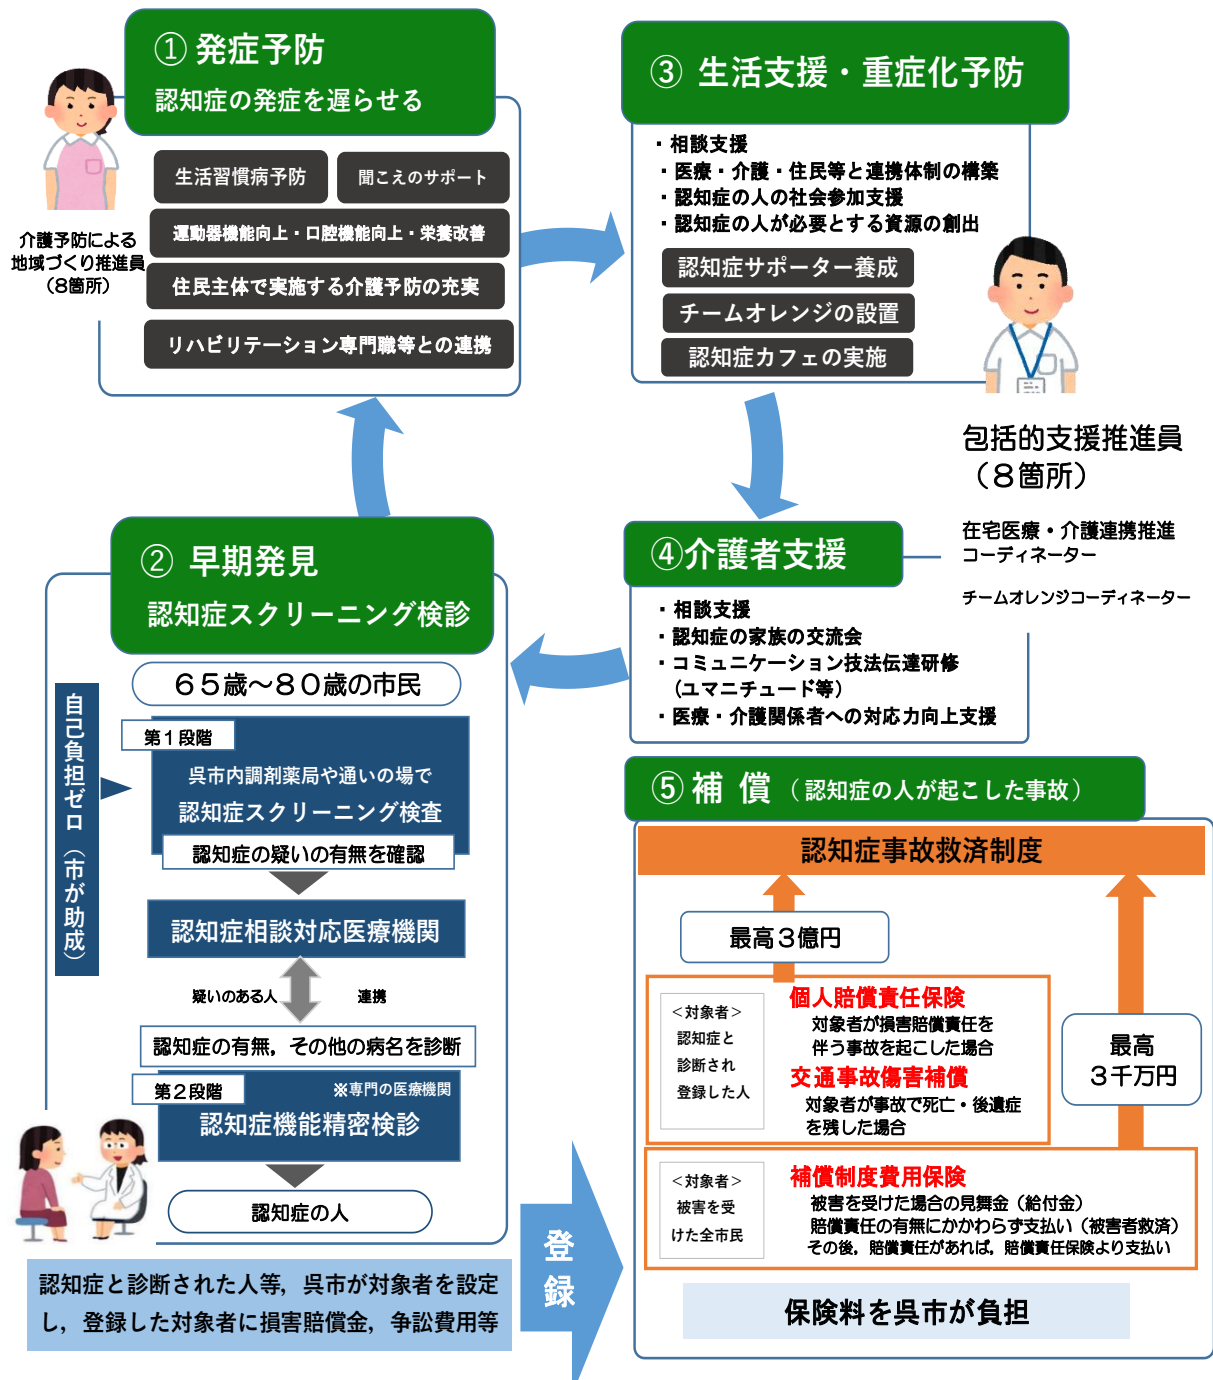 ① 発症予防
認知症の発症を遅らせる
生活習慣病予防
聞こえのサポート
運動器機能向上・口腔機能向上・栄養改善
住民主体で実施する介護予防の充実
リハビリテーション専門職等との連携
介護予防による
地域づくり推進員
（8箇所）
③ 生活支援・重症化予防
・相談支援
・医療・介護・住民等と連携体制の構築
・認知症の人の社会参加支援
・認知症の人が必要とする資源の創出
認知症サポーター養成
チームオレンジの設置
認知症カフェの実施
包括的支援推進員
（８箇所）
在宅医療・介護連携推進
コーディネーター
チームオレンジコーディネーター
④介護者支援
・相談支援
・認知症の家族の交流会
・コミュニケーション技法伝達研修
(ユマニチュード等）
・医療・介護関係者への対応力向上支援
② 早期発見
認知症スクリーニング検診
６５歳～８０歳の市民
自己負担ゼロ（市が助成）
第１段階
呉市内調剤薬局や通いの場で
認知症スクリーニング検査
認知症の疑いの有無を確認
認知症相談対応医療機関
疑いのある人
連携
認知症の有無，その他の病名を診断
第２段階
※専門の医療機関
認知症機能精密検診
認知症の人
認知症と診断された人等，呉市が対象者を設定
し，登録した対象者に損害賠償金，争訟費用等
登録
⑤ 補 償（認知症の人が起こした事故）
認知症事故救済制度
最高３億円
＜対象者＞
認知症と
診断され
登録した人
個人賠償責任保険
対象者が損害賠償責任を
伴う事故を起こした場合
交通事故傷害補償
対象者が事故で死亡・後遺症
を残した場合
最高
３千万円
＜対象者＞
被害を受
けた全市民
補償制度費用保険
被害を受けた場合の見舞金（給付金）
賠償責任の有無にかかわらず支払い（被害者救済）
その後，賠償責任があれば，賠償責任保険より支払い
保険料を呉市が負担